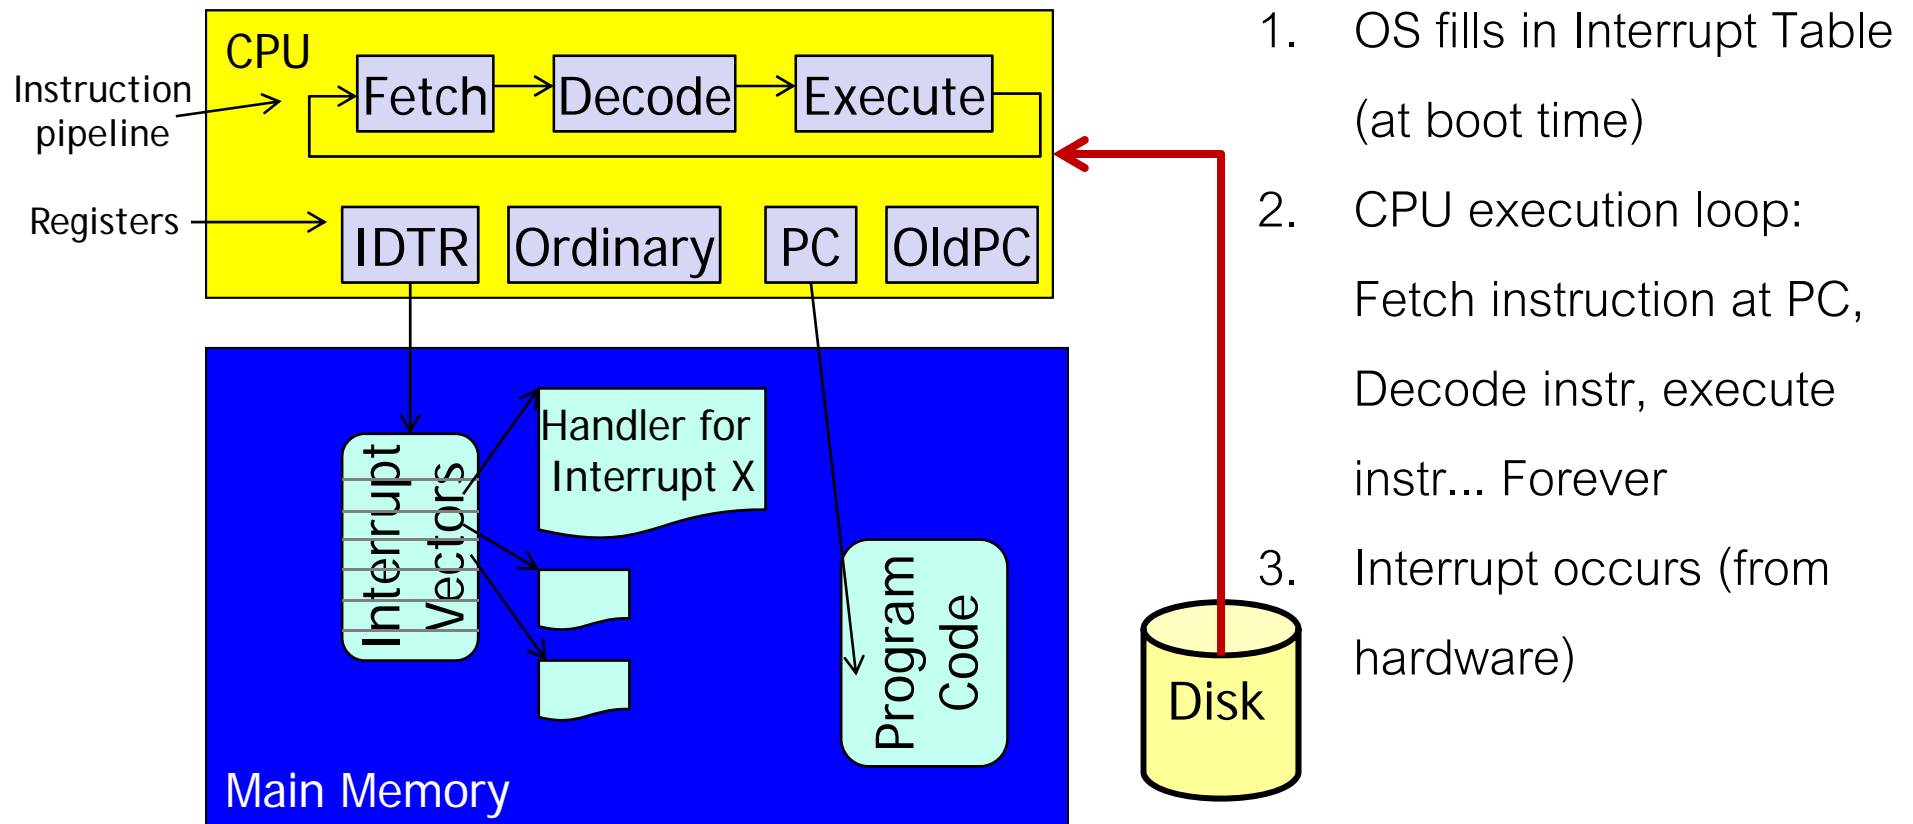 CPU
Instruction
pipeline
Fetch
Decode
Execute
Registers
IDTR
Ordinary
PC
OldPC
Interrupt
Vectors
Handler for
Interrupt X
Program
Code
Main Memory
Disk
1. OS fills in Interrupt Table
(at boot time)
2. CPU execution loop:
Fetch instruction at PC,
Decode instr, execute
instr... Forever
3. Interrupt occurs (from
hardware)